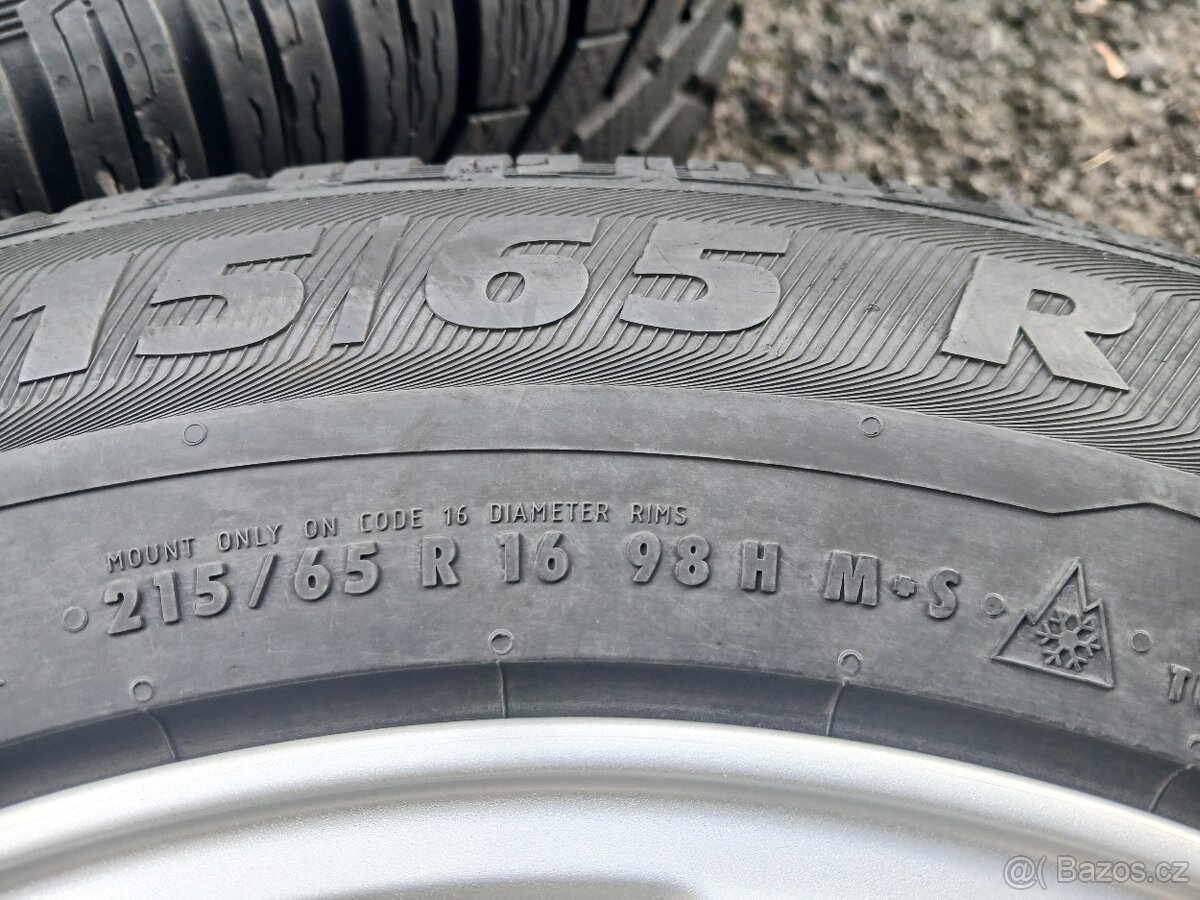 15/65 R
MOUNT ONLY ON CODE 16 DIAMETER RIMS
215/65 R 16 98 H M+S
@( Bazos.cz